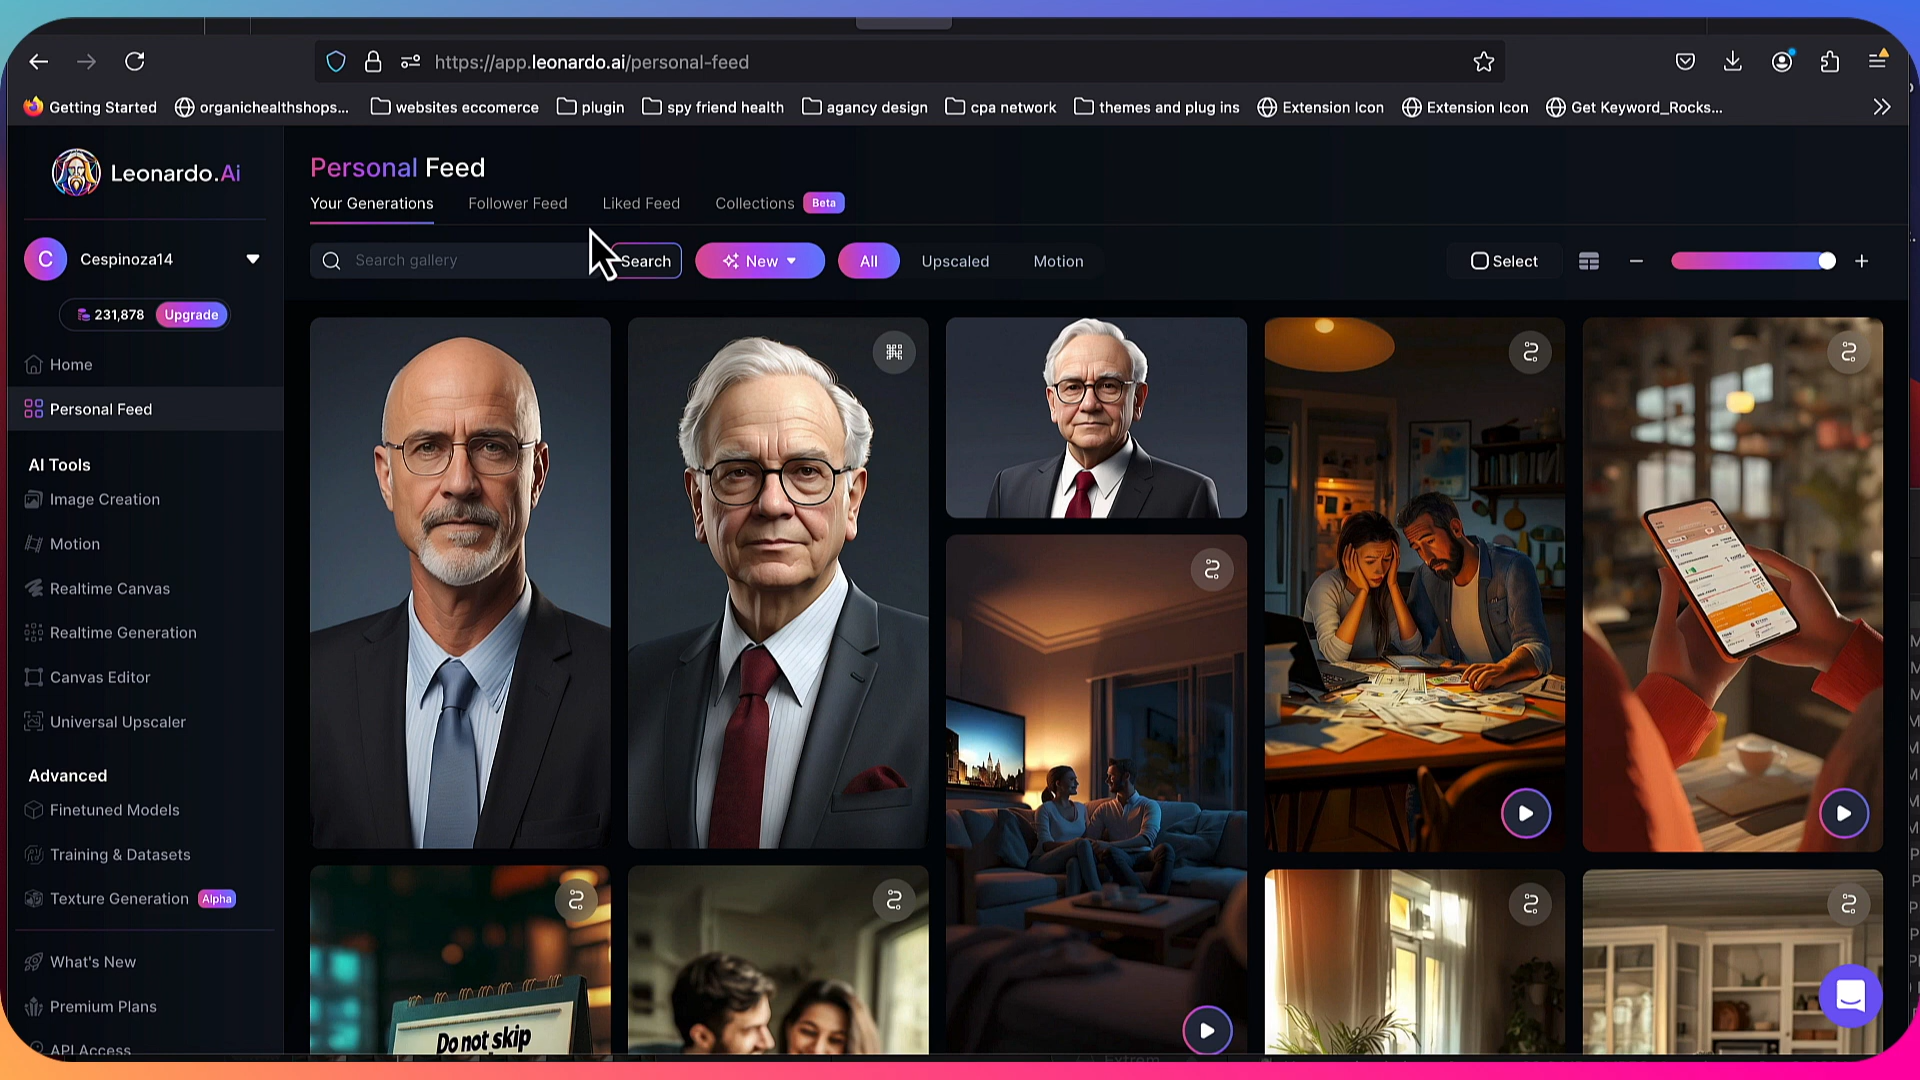 https://app.leonardo.ai/personal-feed
Getting Started
organichealthshops...
websites eccomerce
plugin
spy friend health
agancy design
cpa network
themes and plug ins
Extension Icon
Extension Icon
Get Keyword_Rocks...
Leonardo.Ai
C
Cespinoza14
231,878
Upgrade
Home
Personal Feed
AI Tools
Image Creation
Motion
Realtime Canvas
Realtime Generation
Canvas Editor
Universal Upscaler
Advanced
Finetuned Models
Training & Datasets
Texture Generation Alpha
What's New
Premium Plans
API Access
Personal Feed
Your Generations
Follower Feed
Liked Feed
Collections Beta
Search gallery
Search
New
All
Upscaled
Motion
Select
Do not skip